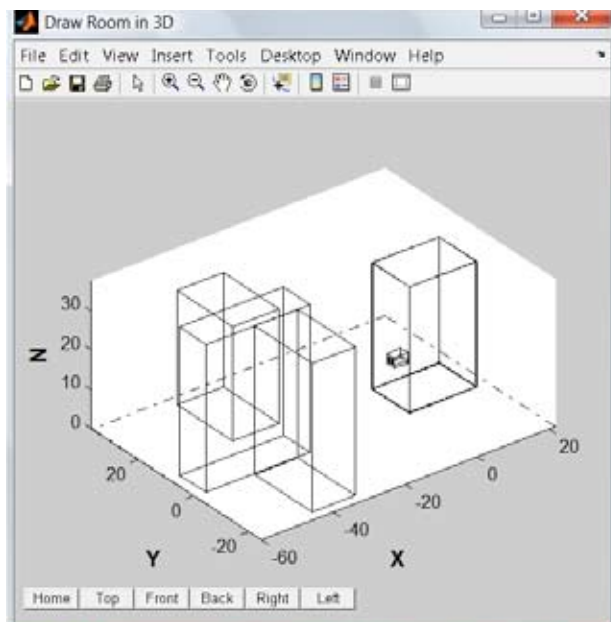 Draw Room in 3D
File Edit View Insert Tools Desktop Window Help
30
20
10
0
N
20
0
-20
Y
-60
-40
-20
0
20
X
Home Top Front Back Right Left